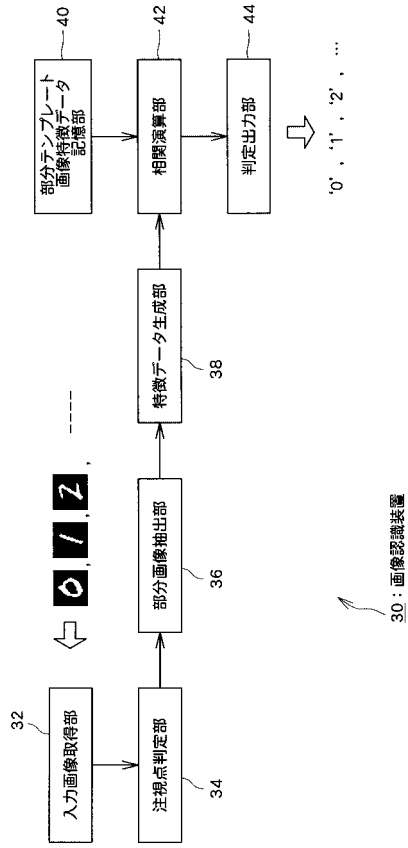 0, 1, 2, ----
32
入力画像取得部
注視点判定部
34
部分画像抽出部
36
特徴データ生成部
38
部分テンプレート
画像特徴データ
記憶部
40
相関演算部
42
判定出力部
44
‘0’, ‘1’, ‘2’, …
30:画像認識装置